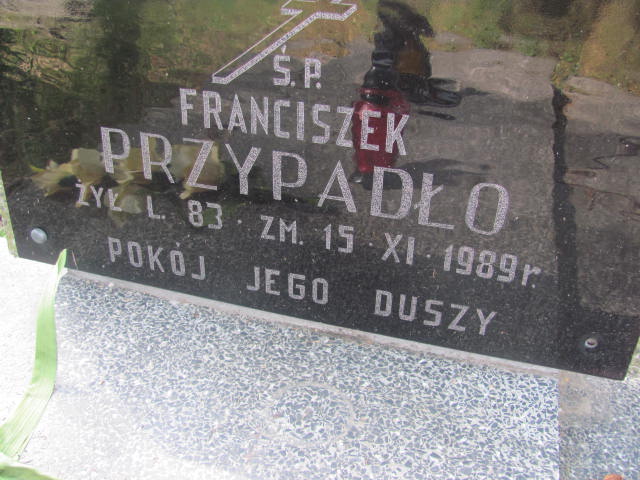 Ś.P.
FRANCISZEK
PRZYPADŁO
ŻYŁ L. 83 · ZM. 15 · XI · 1989 r.
POKÓJ JEGO DUSZY